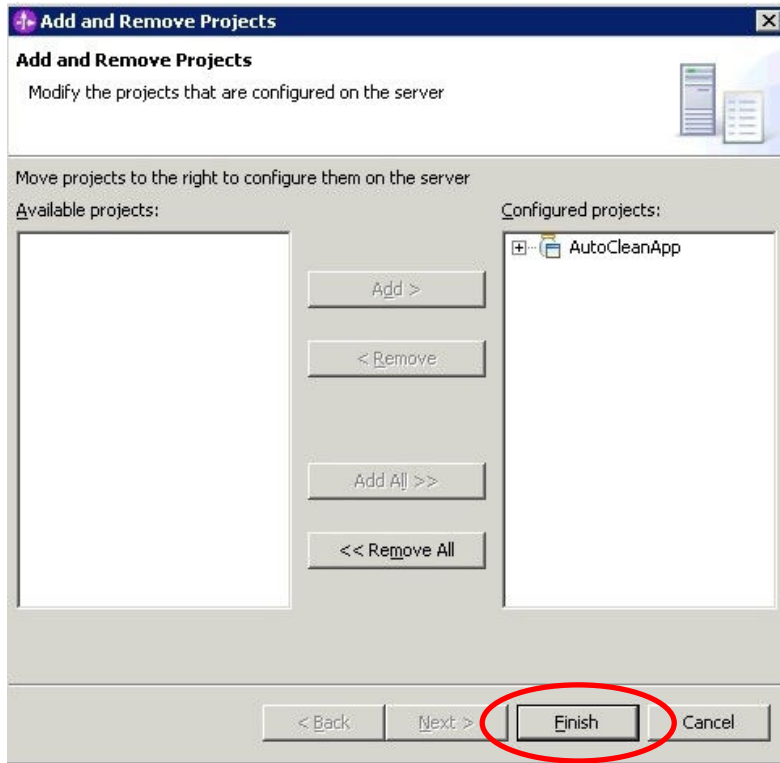 Add and Remove Projects
Add and Remove Projects
Modify the projects that are configured on the server
Move projects to the right to configure them on the server
Available projects:
Configured projects:
AutoCleanApp
Add >
< Remove
Add All >>
<< Remove All
< Back
Next >
Finish
Cancel